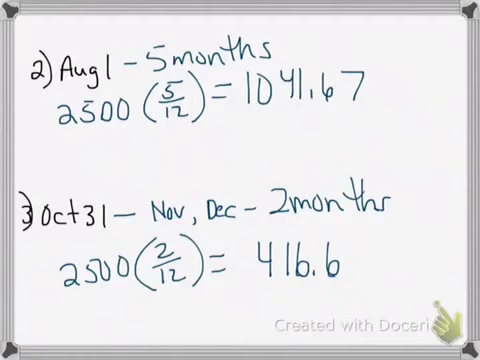 2) Aug 1 - 5 months
2500 (5/12) = 1041.67
3) Oct 31 - Nov, Dec - 2 months
2500 (2/12) = 416.6
Created with Doceri